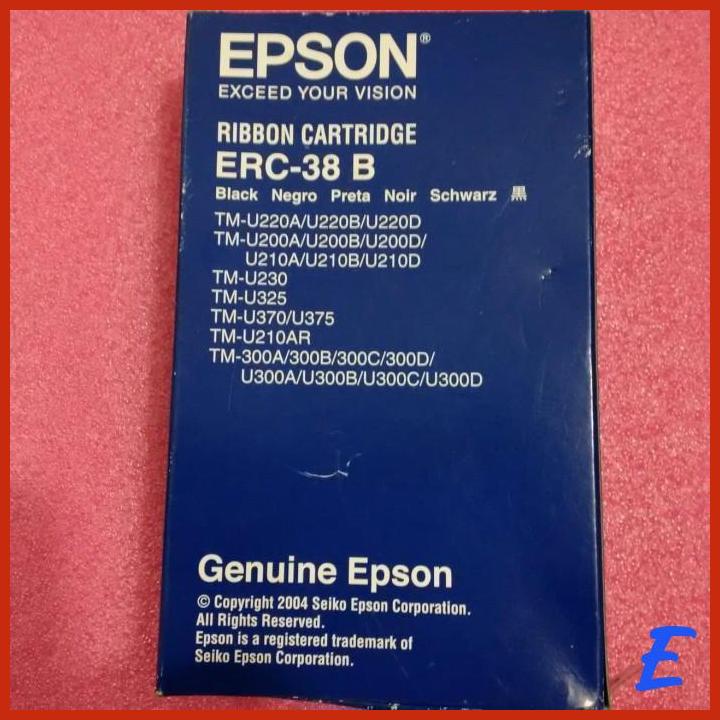 EPSON®
EXCEED YOUR VISION
RIBBON CARTRIDGE
ERC-38 B
Black Negro Preta Noir Schwarz 黒
TM-U220A/U220B/U220D
TM-U200A/U200B/U200D/
U210A/U210B/U210D
TM-U230
TM-U325
TM-U370/U375
TM-U210AR
TM-300A/300B/300C/300D/
U300A/U300B/U300C/U300D
Genuine Epson
© Copyright 2004 Seiko Epson Corporation.
All Rights Reserved.
Epson is a registered trademark of
Seiko Epson Corporation.
E